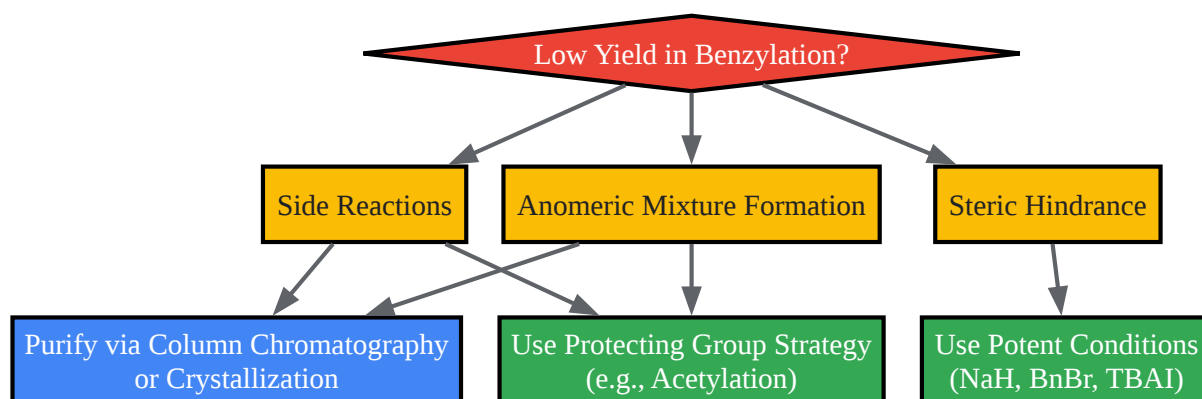 Low Yield in Benzylation?
Side Reactions
Anomeric Mixture Formation
Steric Hindrance
Purify via Column Chromatography
or Crystallization
Use Protecting Group Strategy
(e.g., Acetylation)
Use Potent Conditions
(NaH, BnBr, TBAI)